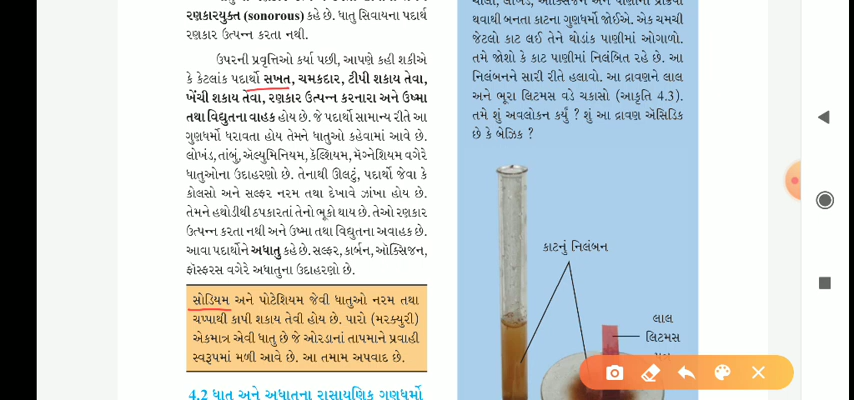 રણકારયુક્ત (sonorous) કહે છે. ધાતુ સિવાયના પદાર્થ
રણકાર ઉત્પન્ન કરતા નથી.
ઉપરની પ્રવૃત્તિઓ કર્યા પછી, આપણે કહી શકીએ
કે કેટલાંક પદાર્થો સખત, ચમકદાર, ટીપી શકાય તેવા,
ખેંચી શકાય તેવા, રણકાર ઉત્પન્ન કરનારા અને ઉષ્મા
તથા વિદ્યુતના વાહક હોય છે. જે પદાર્થો સામાન્ય રીતે આ
ગુણધર્મો ધરાવતા હોય તેમને ધાતુઓ કહેવામાં આવે છે.
લોખંડ, તાંબું, ઍલ્યુમિનિયમ, કૅલ્શિયમ, મૅગ્નેશિયમ વગેરે
ધાતુઓના ઉદાહરણો છે. તેનાથી ઊલટું, પદાર્થો જેવા કે
કોલસો અને સલ્ફર નરમ તથા દેખાવે ઝાંખા હોય છે.
તેમને હથોડીથી ઠપકારતાં તેનો ભૂકો થાય છે. તેઓ રણકાર
ઉત્પન્ન કરતા નથી અને ઉષ્મા તથા વિદ્યુતના અવાહક છે.
આવા પદાર્થોને અધાતુ કહે છે. સલ્ફર, કાર્બન, ઑક્સિજન,
ફૉસ્ફરસ વગેરે અધાતુના ઉદાહરણો છે.
સોડિયમ અને પોટેશિયમ જેવી ધાતુઓ નરમ તથા
ચપ્પાથી કાપી શકાય તેવી હોય છે. પારો (મરક્યુરી)
એકમાત્ર એવી ધાતુ છે જે ઓરડાનાં તાપમાને પ્રવાહી
સ્વરૂપમાં મળી આવે છે. આ તમામ અપવાદ છે.
4.2 ધાતુ અને અધાતુના રાસાયણિક ગુણધર્મો
થવાથી બનતા કાટના ગુણધર્મો જોઈએ. એક ચમચી
જેટલો કાટ લઈ તેને થોડાંક પાણીમાં ઓગાળો.
તમે જોશો કે કાટ પાણીમાં નિલંબિત રહે છે. આ
નિલંબનને સારી રીતે હલાવો. આ દ્રાવણને લાલ
અને ભૂરા લિટમસ વડે ચકાસો (આકૃતિ 4.3).
તમે શું અવલોકન કર્યું ? શું આ દ્રાવણ ઍસિડિક
છે કે બેઝિક ?
કાટનું નિલંબન
લાલ
લિટમસ